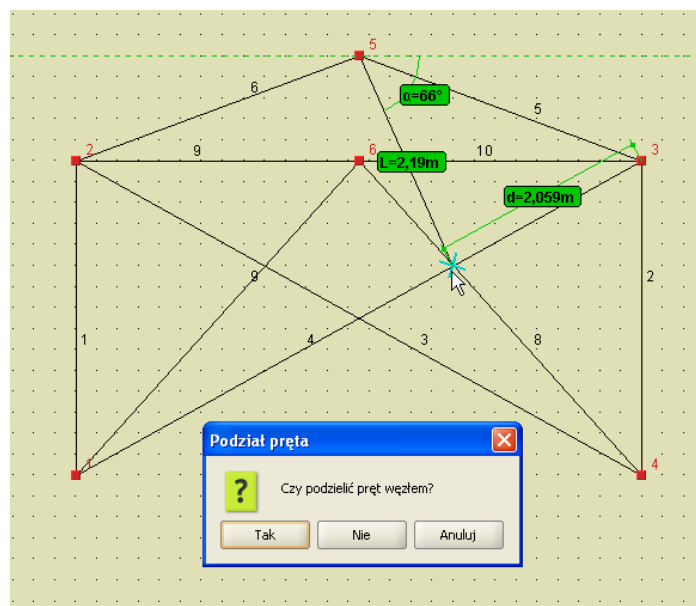 5
6
α=66°
5
2
9
6
L=2,19m
10
3
d=2,059m
9
2
1
4
3
8
1
4
Podział pręta
?
Czy podzielić pręt węzłem?
Tak
Nie
Anuluj